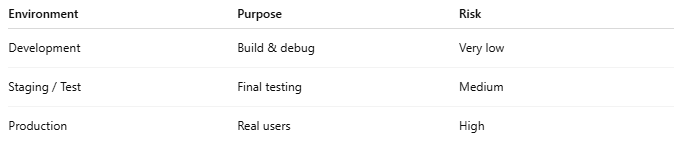 Environment Purpose Risk
Development Build & debug Very low
Staging / Test Final testing Medium
Production Real users High